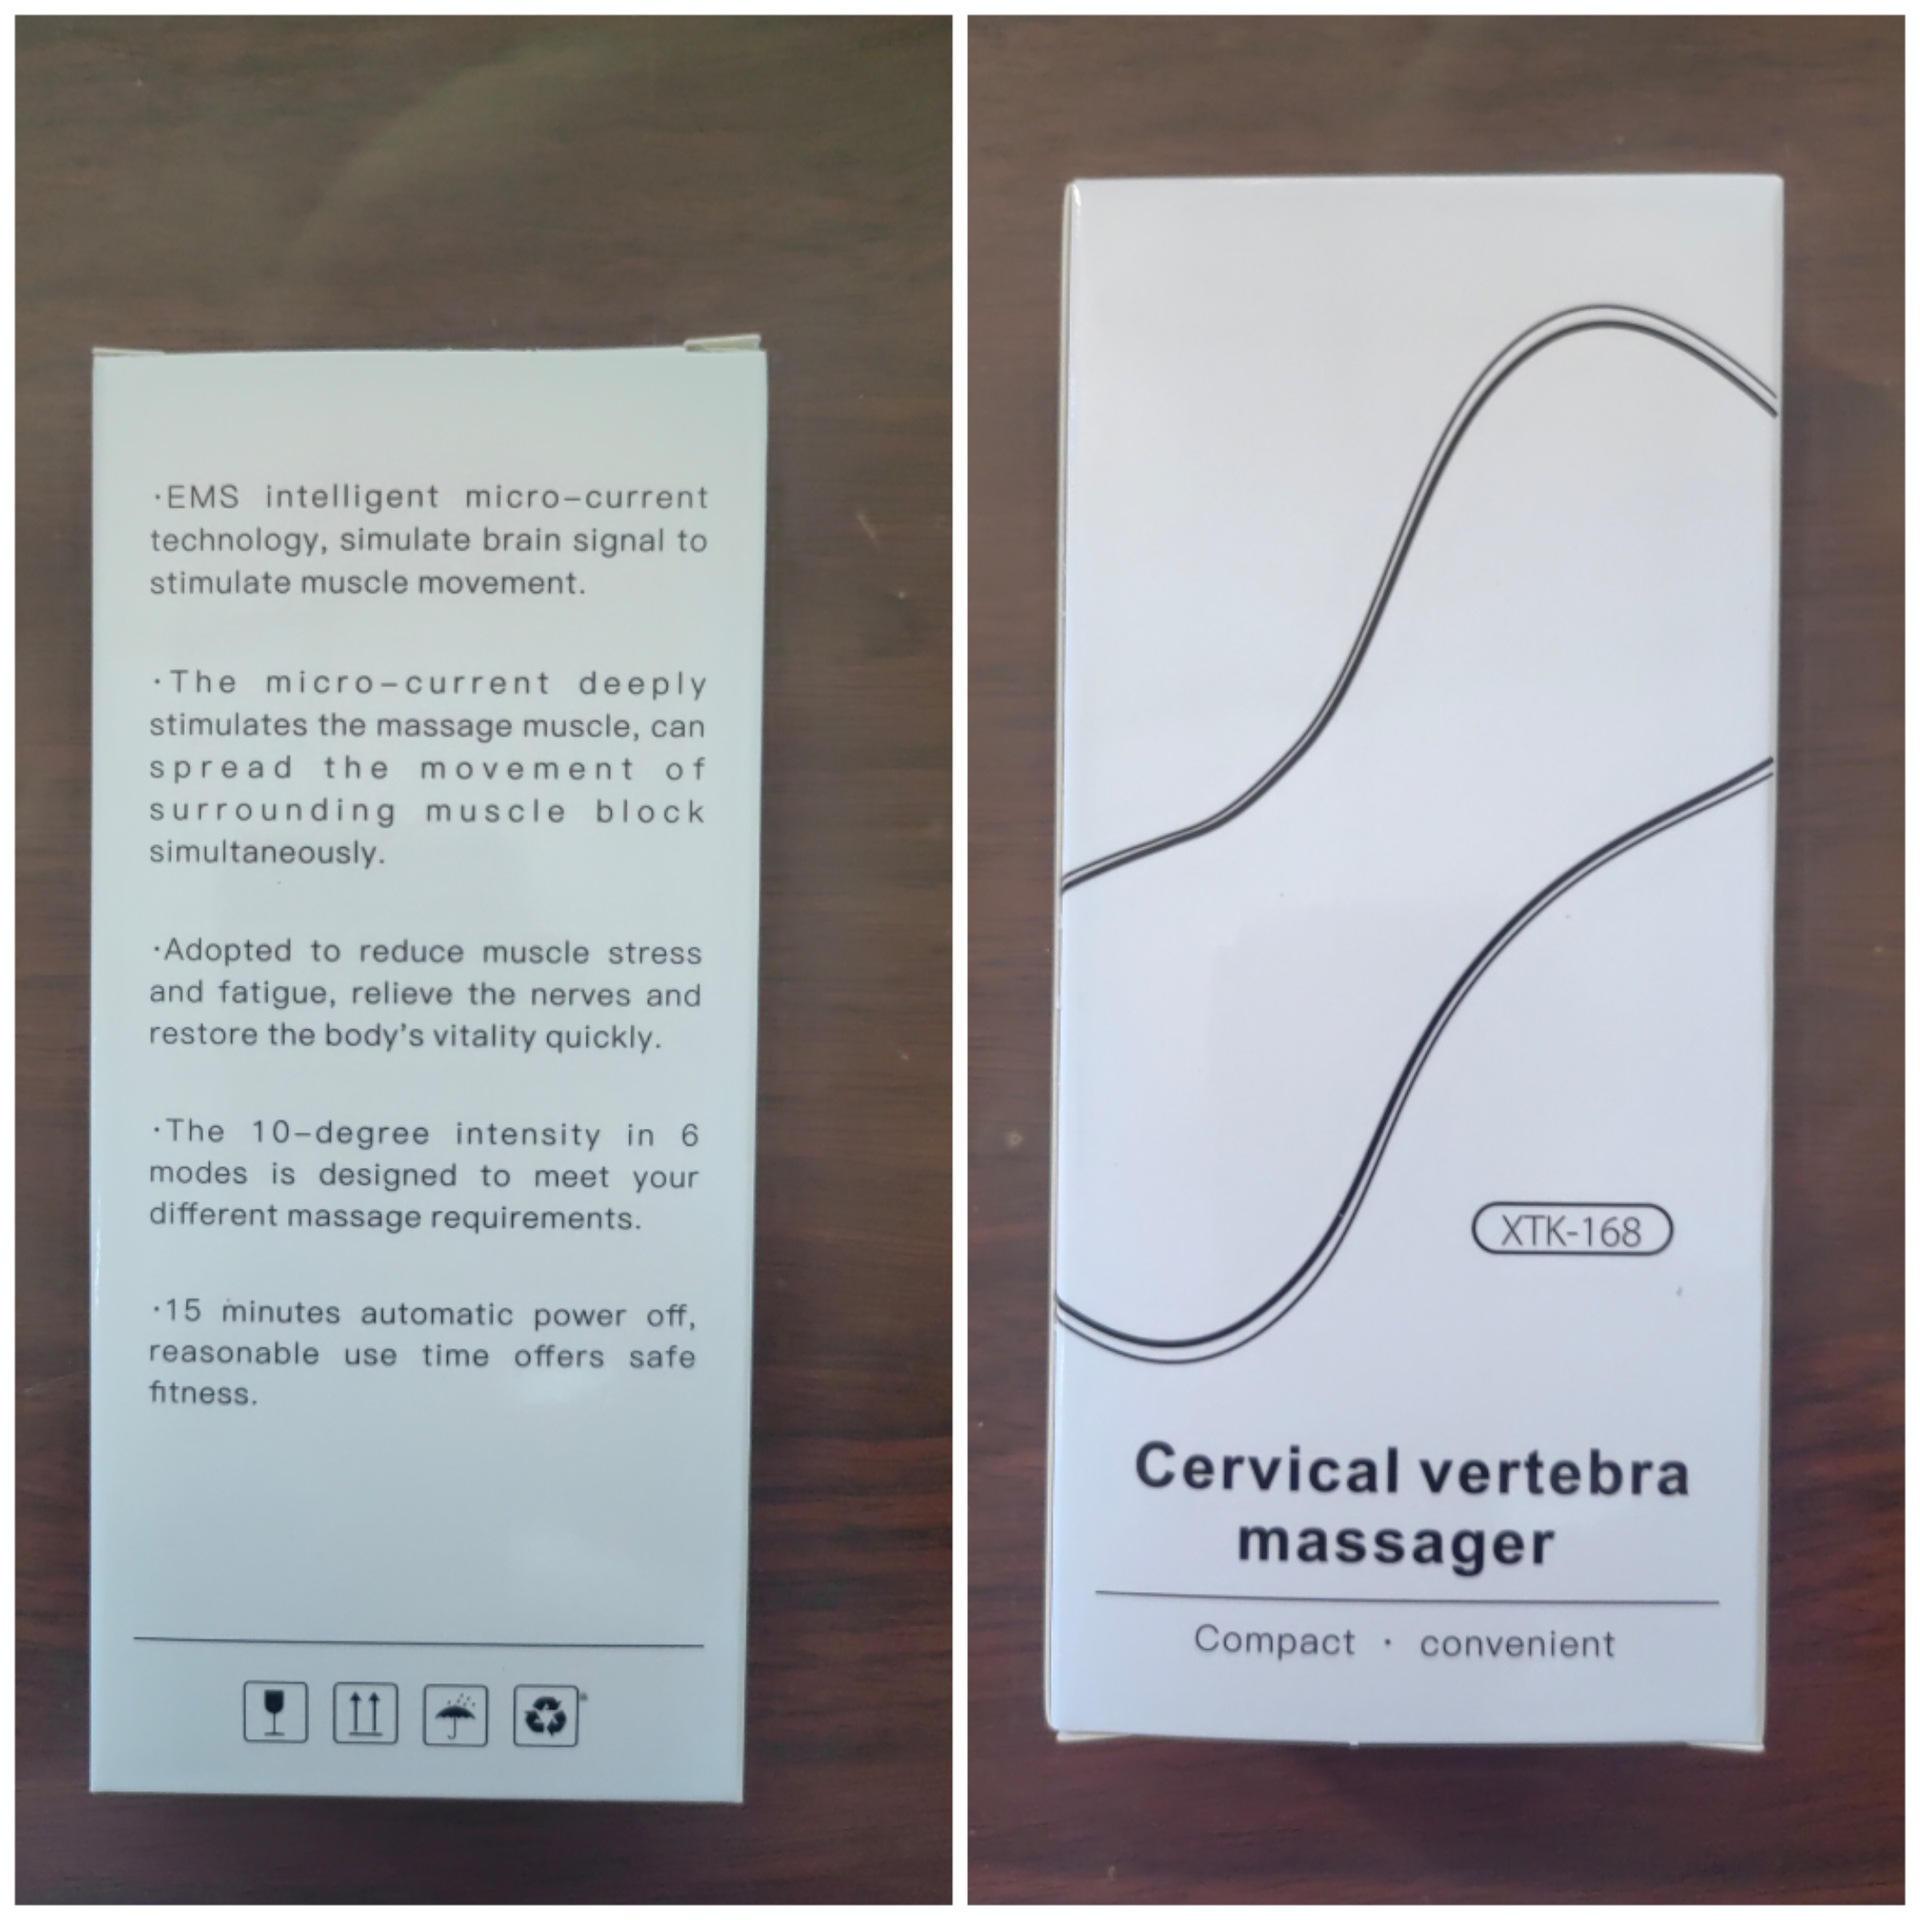 ·EMS intelligent micro-current
technology, simulate brain signal to
stimulate muscle movement.
·The micro-current deeply
stimulates the massage muscle, can
spread the movement of
surrounding muscle block
simultaneously.
·Adopted to reduce muscle stress
and fatigue, relieve the nerves and
restore the body's vitality quickly.
·The 10-degree intensity in 6
modes is designed to meet your
different massage requirements.
·15 minutes automatic power off,
reasonable use time offers safe
fitness.
XTK-168
Cervical vertebra
massager
Compact · convenient